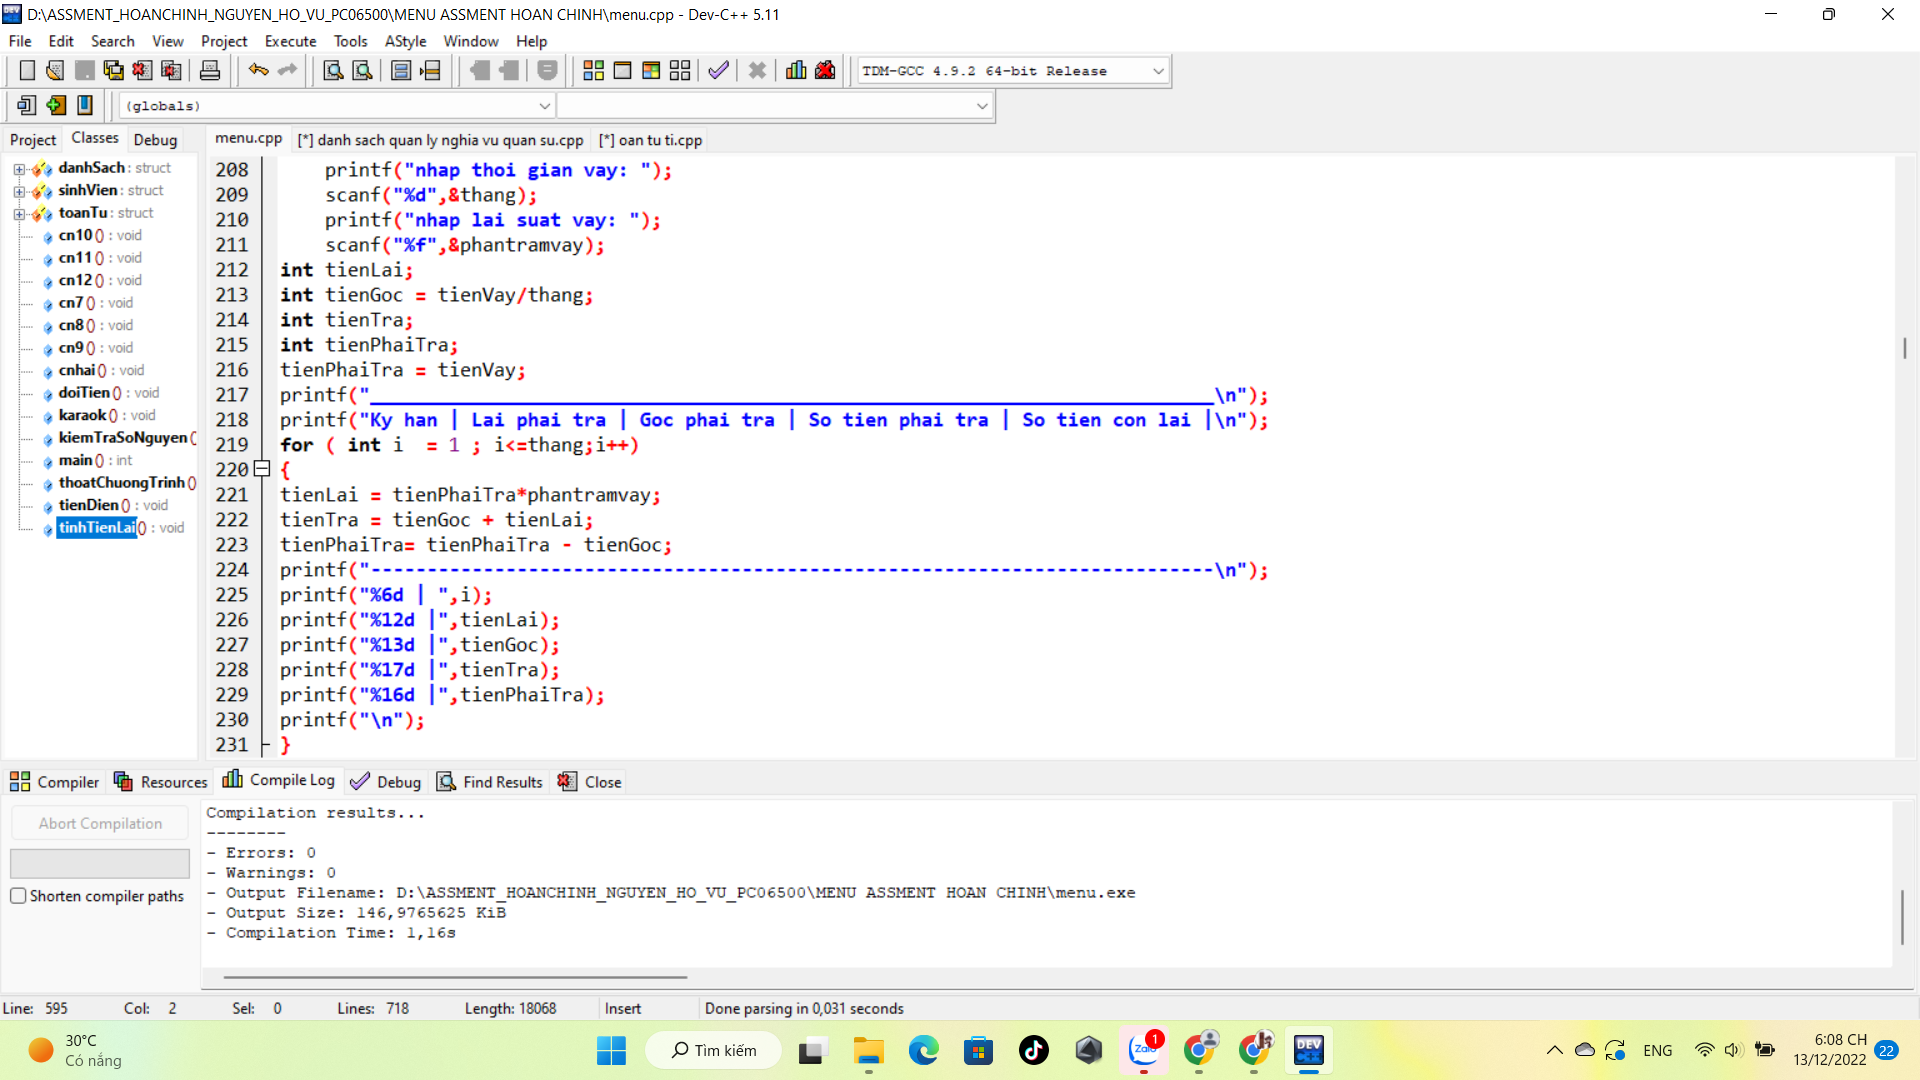 D:\ASSMENT_HOANCHINH_NGUYEN_HO_VU_PC06500\MENU ASSMENT HOAN CHINH\menu.cpp - Dev-C++ 5.11
File Edit Search View Project Execute Tools AStyle Window Help
TDM-GCC 4.9.2 64-bit Release
(globals)
Project Classes Debug
menu.cpp [*] danh sach quan ly nghia vu quan su.cpp [*] oan tu ti.cpp
danhSach : struct
sinhVien : struct
toanTu : struct
cn10 () : void
cn11 () : void
cn12 () : void
cn7 () : void
cn8 () : void
cn9 () : void
cnhai () : void
doiTien () : void
karaok () : void
kiemTraSoNguyen (
main () : int
thoatChuongTrinh ()
tienDien () : void
tinhTienLai () : void
208 printf("nhap thoi gian vay: ");
209 scanf("%d",&thang);
210 printf("nhap lai suat vay: ");
211 scanf("%f",&phantramvay);
212 int tienLai;
213 int tienGoc = tienVay/thang;
214 int tienTra;
215 int tienPhaiTra;
216 tienPhaiTra = tienVay;
217 printf("___________________________________________________________________________\n");
218 printf("Ky han | Lai phai tra | Goc phai tra | So tien phai tra | So tien con lai |\n");
219 for ( int i  = 1 ; i<=thang;i++)
220 {
221 tienLai = tienPhaiTra*phantramvay;
222 tienTra = tienGoc + tienLai;
223 tienPhaiTra= tienPhaiTra - tienGoc;
224 printf("---------------------------------------------------------------------------\n");
225 printf("%6d | ",i);
226 printf("%12d |",tienLai);
227 printf("%13d |",tienGoc);
228 printf("%17d |",tienTra);
229 printf("%16d |",tienPhaiTra);
230 printf("\n");
231 }
Compiler Resources Compile Log Debug Find Results Close
Abort Compilation
Shorten compiler paths
Compilation results...
--------
- Errors: 0
- Warnings: 0
- Output Filename: D:\ASSMENT_HOANCHINH_NGUYEN_HO_VU_PC06500\MENU ASSMENT HOAN CHINH\menu.exe
- Output Size: 146,9765625 KiB
- Compilation Time: 1,16s
Line: 595 Col: 2 Sel: 0 Lines: 718 Length: 18068 Insert Done parsing in 0,031 seconds
30°C
Có nắng
Tìm kiếm
Zalo
1
DEV C++
ENG
6:08 CH
13/12/2022
22